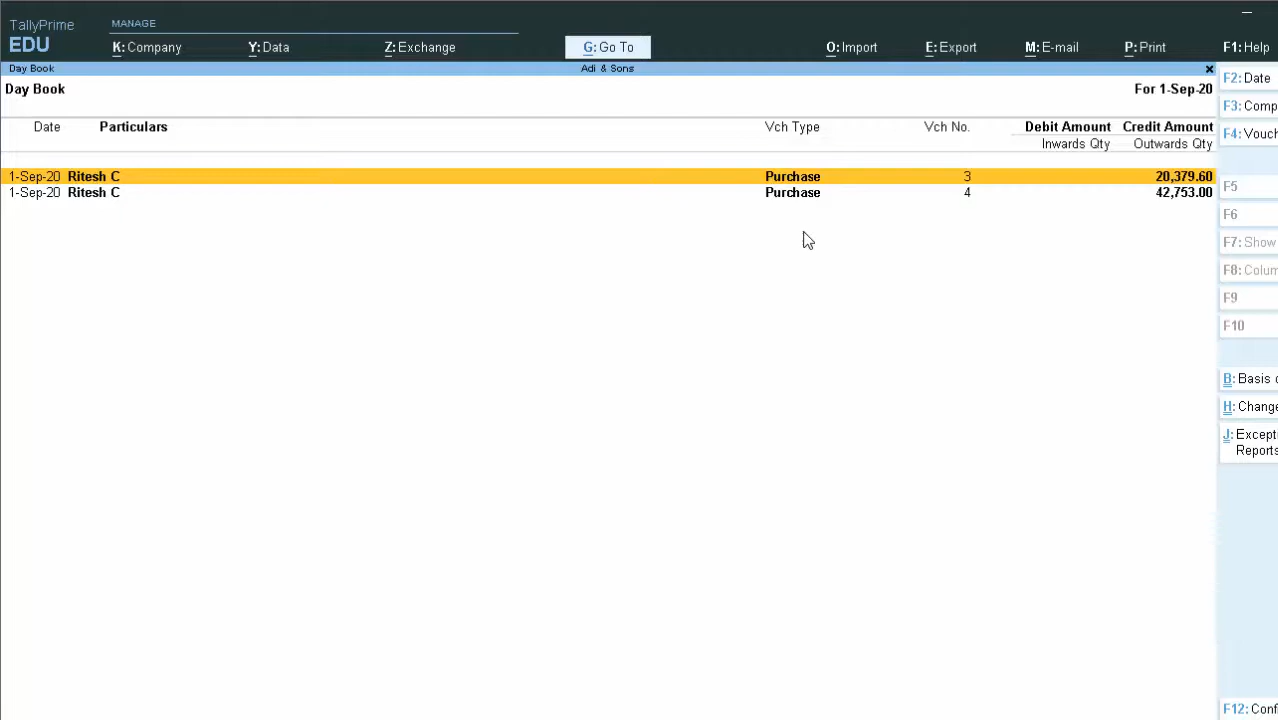 TallyPrime
EDU
MANAGE
K: Company Y: Data Z: Exchange G: Go To O: Import E: Export M: E-mail P: Print F1: Help
Day Book Adi & Sons
Day Book For 1-Sep-20
Date Particulars Vch Type Vch No. Debit Amount Credit Amount
Inwards Qty Outwards Qty
1-Sep-20 Ritesh C Purchase 3 20,379.60
1-Sep-20 Ritesh C Purchase 4 42,753.00
F2: Date
F3: Comp
F4: Vouch
F5
F6
F7: Show
F8: Colum
F9
F10
B: Basis o
H: Change
J: Except
Reports
F12: Conf